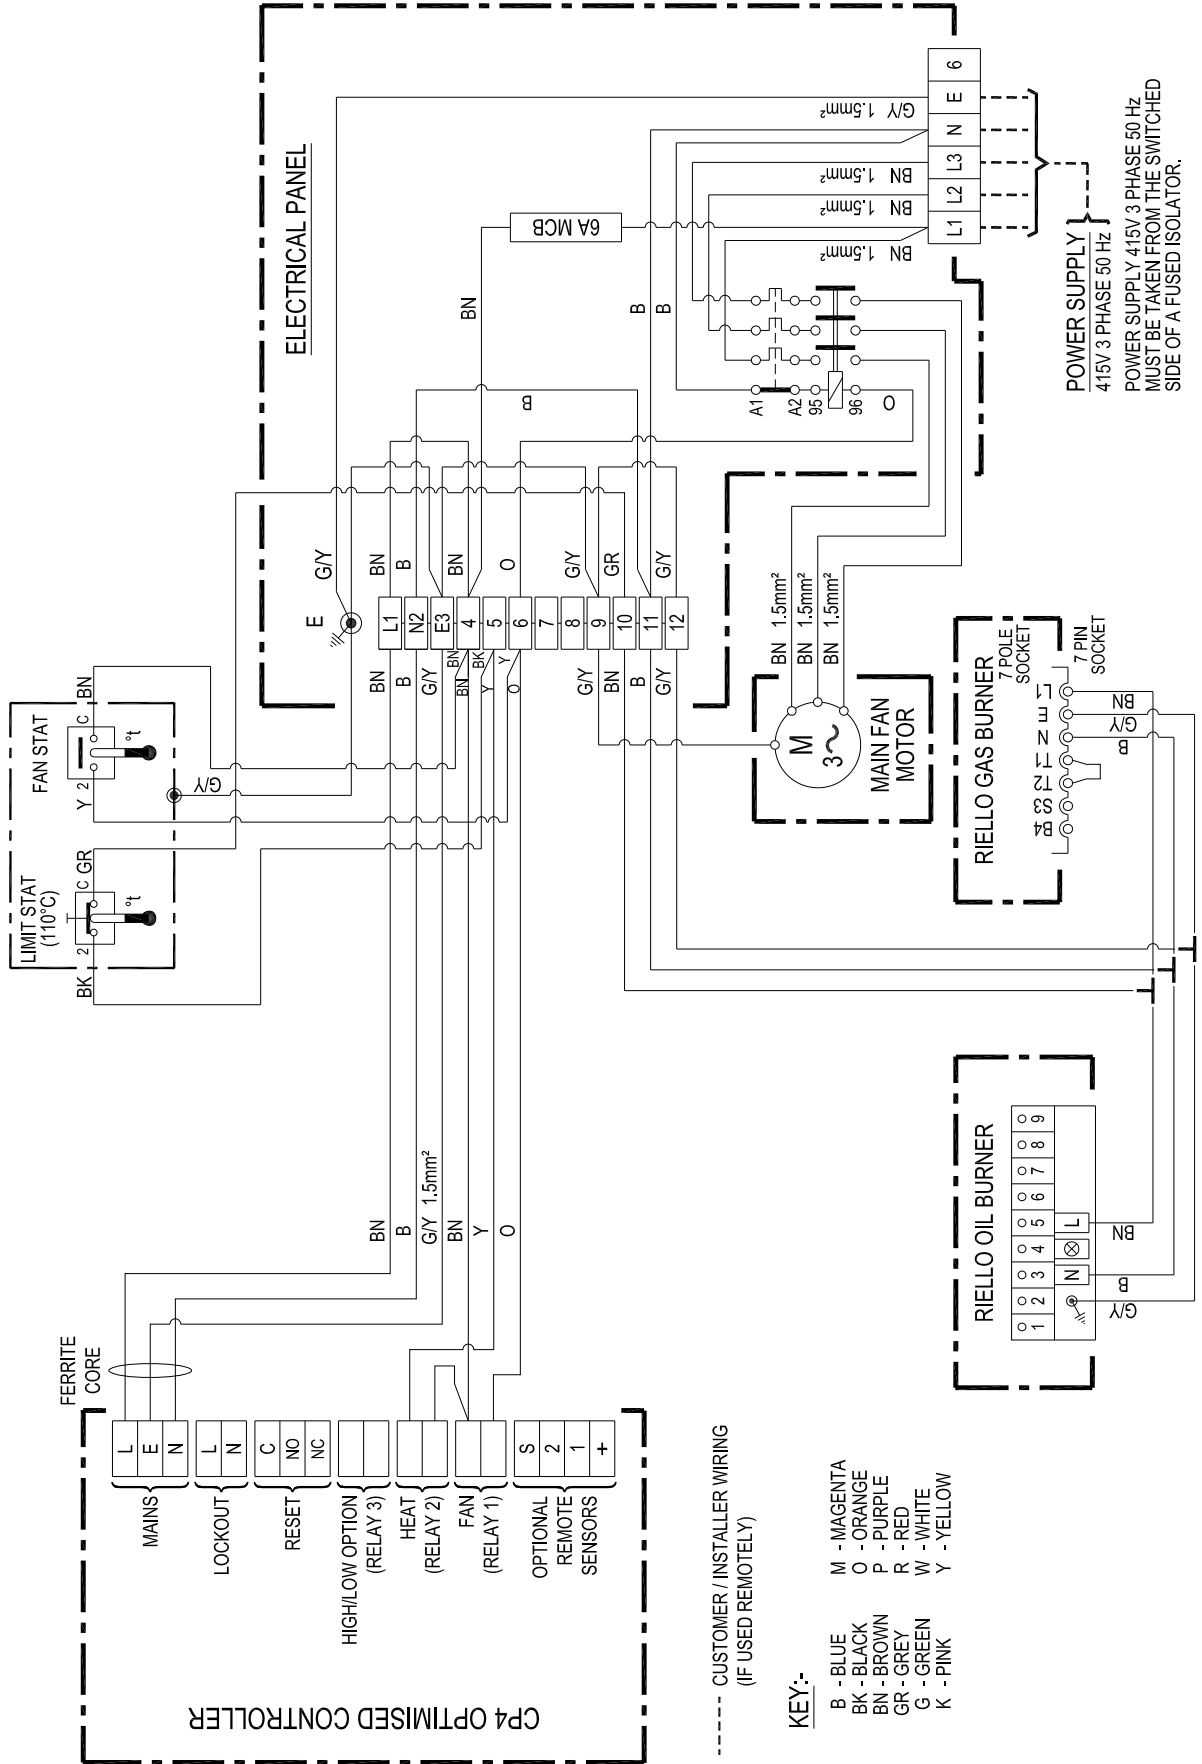 ELECTRICAL PANEL
FAN STAT
C
BN
Y
2
°t
G/Y
LIMIT STAT
(110°C)
C
GR
BK
2
°t
E
G/Y
BN
B
BN
O
G/Y
GR
G/Y
BN
B
B
B
6A MCB
L1
N2
E3
4
5
6
7
8
9
10
11
12
BN
B
G/Y
BN
BN
BK
Y
Y
O
G/Y
BN
B
G/Y
A1
A2
95
96
O
6
E
N
L3
L2
L1
G/Y 1.5mm²
BN 1.5mm²
BN 1.5mm²
BN 1.5mm²
POWER SUPPLY
415V 3 PHASE 50 Hz
POWER SUPPLY 415V 3 PHASE 50 Hz
MUST BE TAKEN FROM THE SWITCHED
SIDE OF A FUSED ISOLATOR.
BN 1.5mm²
BN 1.5mm²
BN 1.5mm²
M
3~
MAIN FAN
MOTOR
RIELLO GAS BURNER
7 POLE
SOCKET
7 PIN
SOCKET
L1
E
N
T1
T2
S3
B4
BN
G/Y
B
RIELLO OIL BURNER
1
2
3
4
5
6
7
8
9
N
L
BN
B
G/Y
BN
B
G/Y 1.5mm²
BN
Y
O
FERRITE
CORE
CP4 OPTIMISED CONTROLLER
MAINS
L
E
N
LOCKOUT
L
N
RESET
C
NO
NC
HIGH/LOW OPTION
(RELAY 3)
HEAT
(RELAY 2)
FAN
(RELAY 1)
OPTIONAL
REMOTE
SENSORS
S
2
1
+
CUSTOMER / INSTALLER WIRING
(IF USED REMOTELY)
KEY:-
B - BLUE
BK - BLACK
BN - BROWN
GR - GREY
G - GREEN
K - PINK
M - MAGENTA
O - ORANGE
P - PURPLE
R - RED
W - WHITE
Y - YELLOW